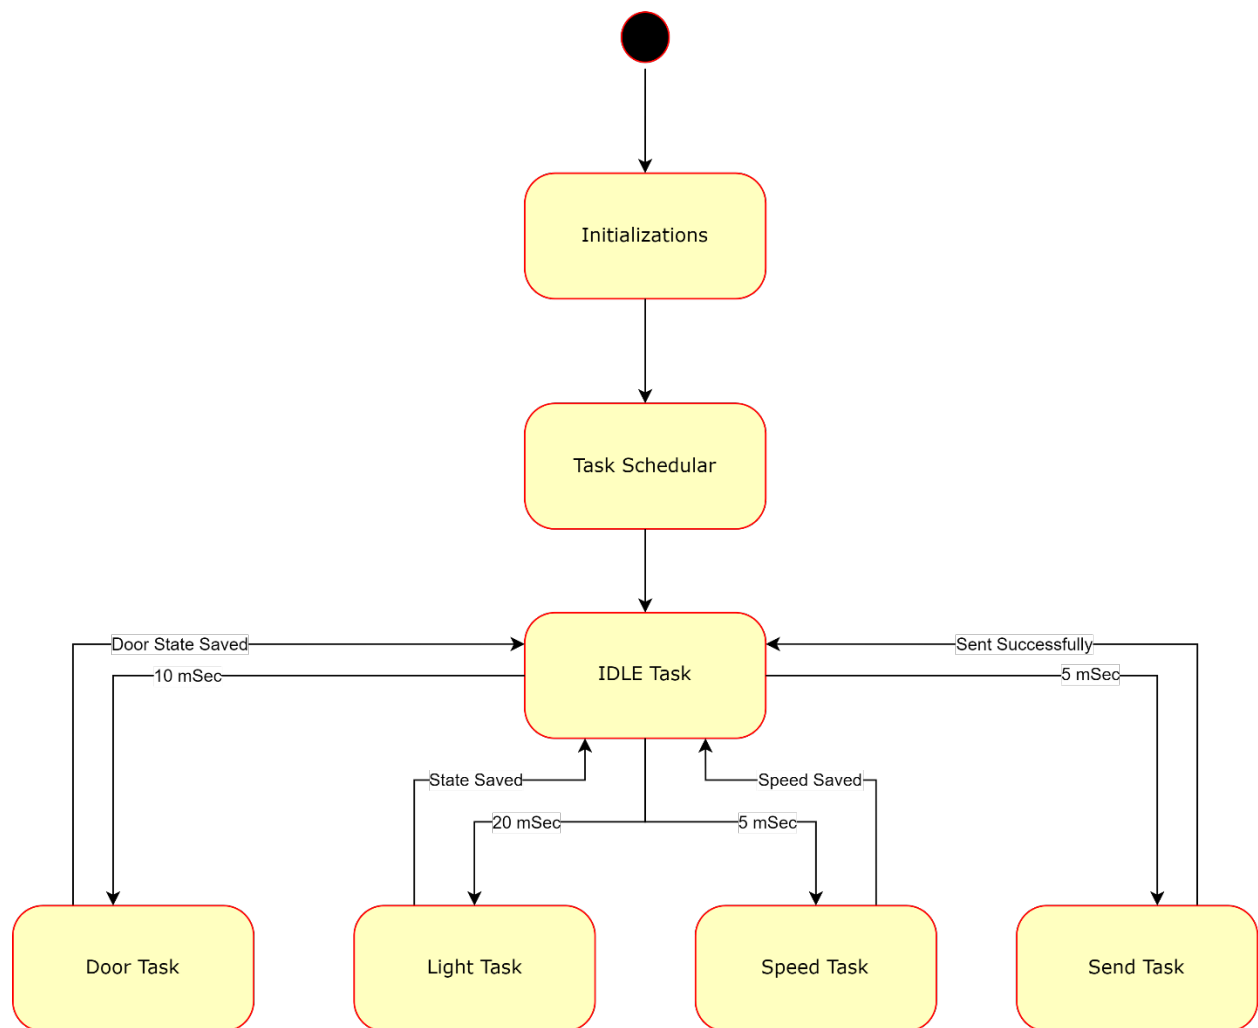 Initializations
Task Schedular
IDLE Task
Door State Saved
Sent Successfully
10 mSec
5 mSec
State Saved
Speed Saved
20 mSec
5 mSec
Door Task
Light Task
Speed Task
Send Task